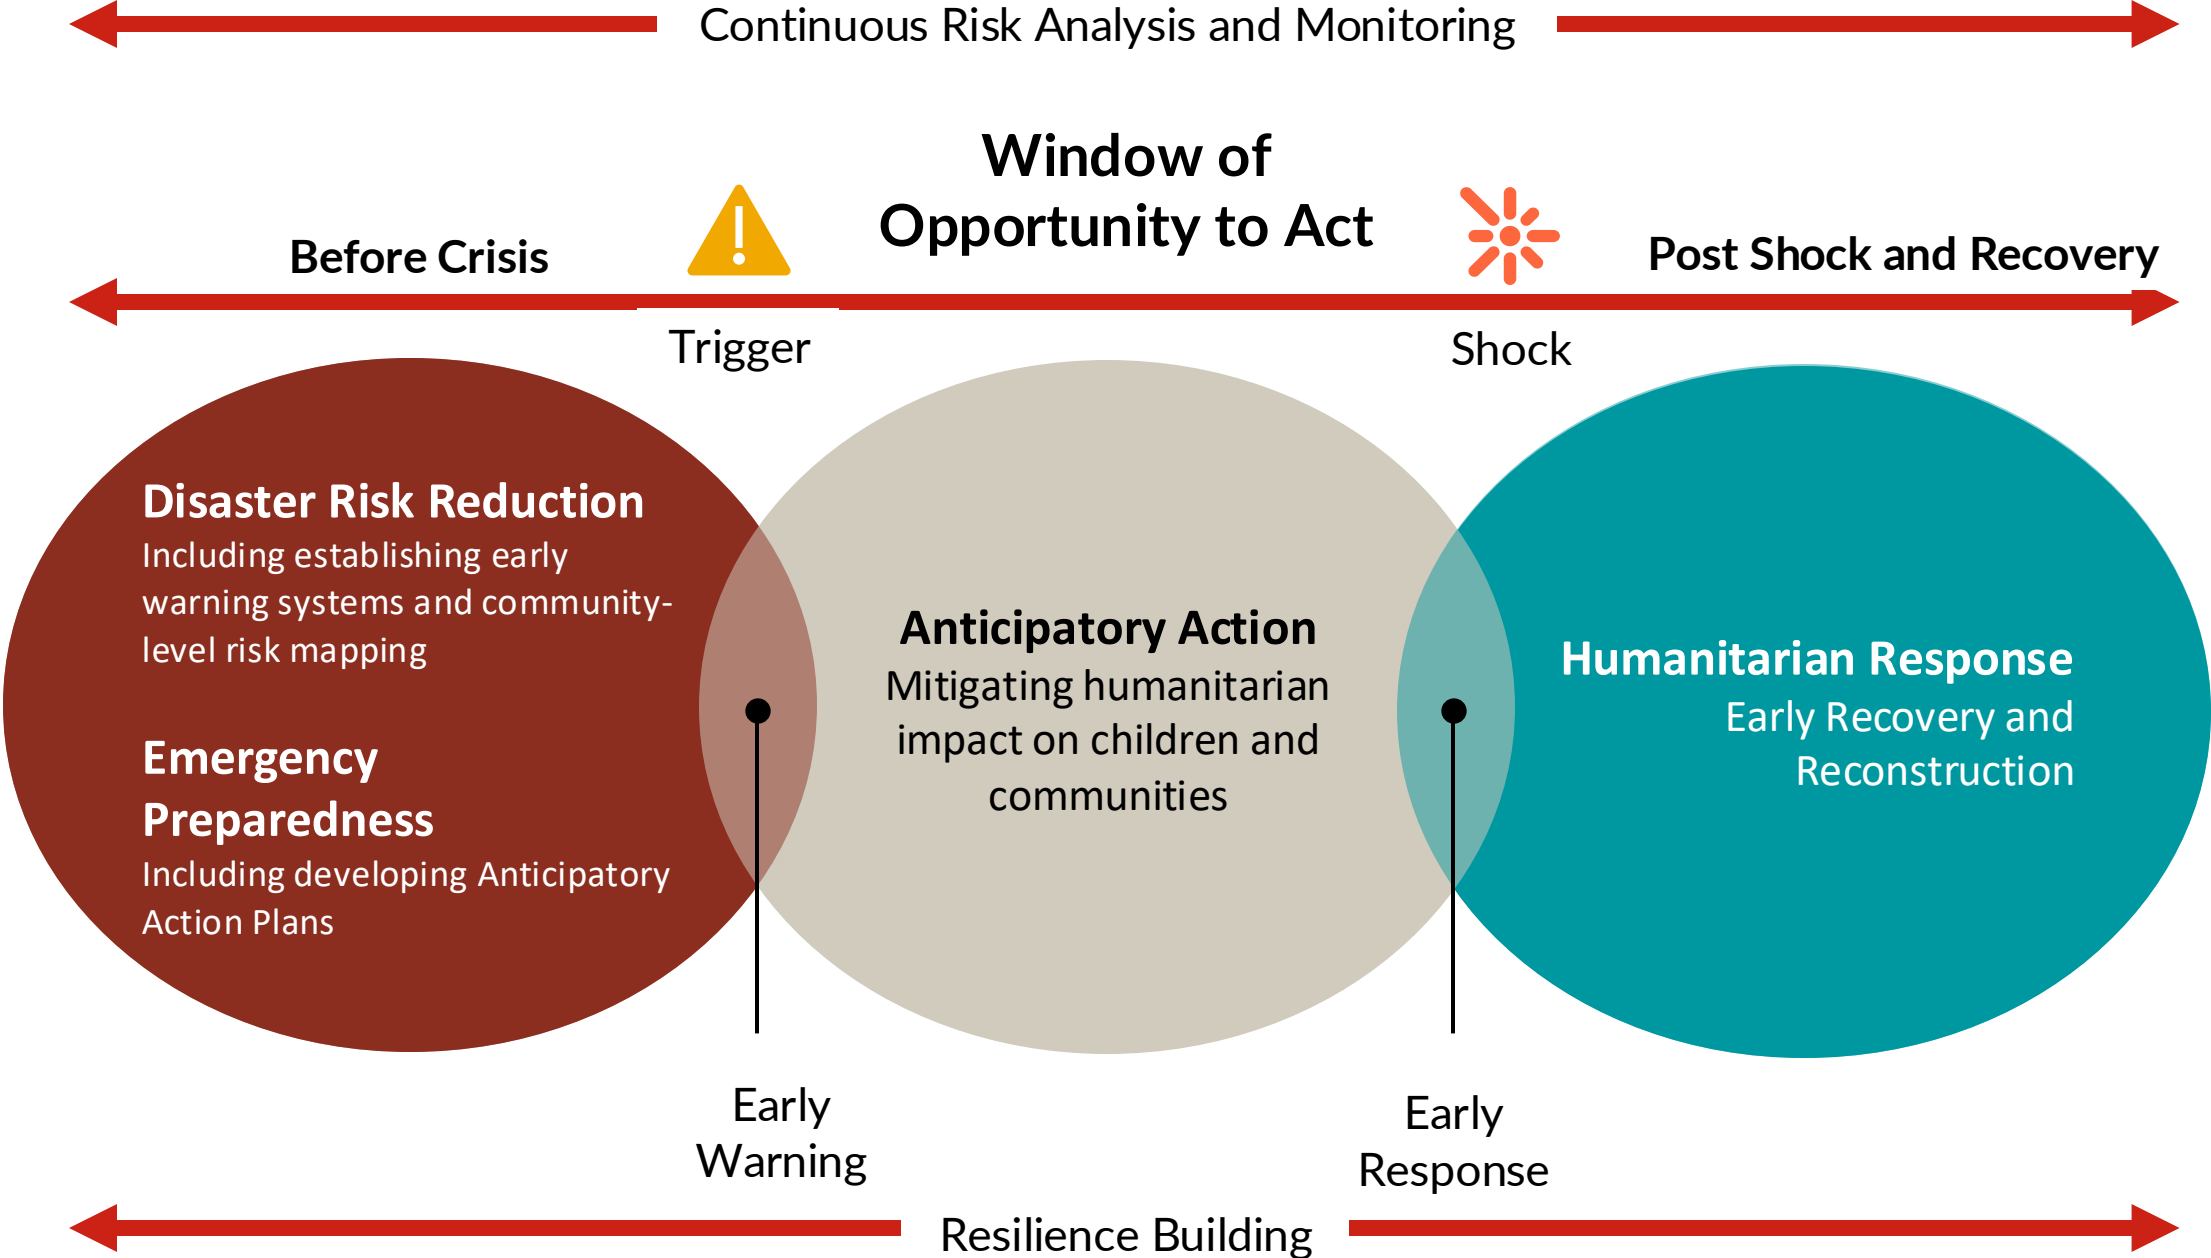 Continuous Risk Analysis and Monitoring
Window of
Opportunity to Act
Before Crisis
Post Shock and Recovery
Trigger
Shock
Disaster Risk Reduction
Including establishing early
warning systems and community-
level risk mapping
Emergency
Preparedness
Including developing Anticipatory
Action Plans
Anticipatory Action
Mitigating humanitarian
impact on children and
communities
Humanitarian Response
Early Recovery and
Reconstruction
Early
Warning
Early
Response
Resilience Building